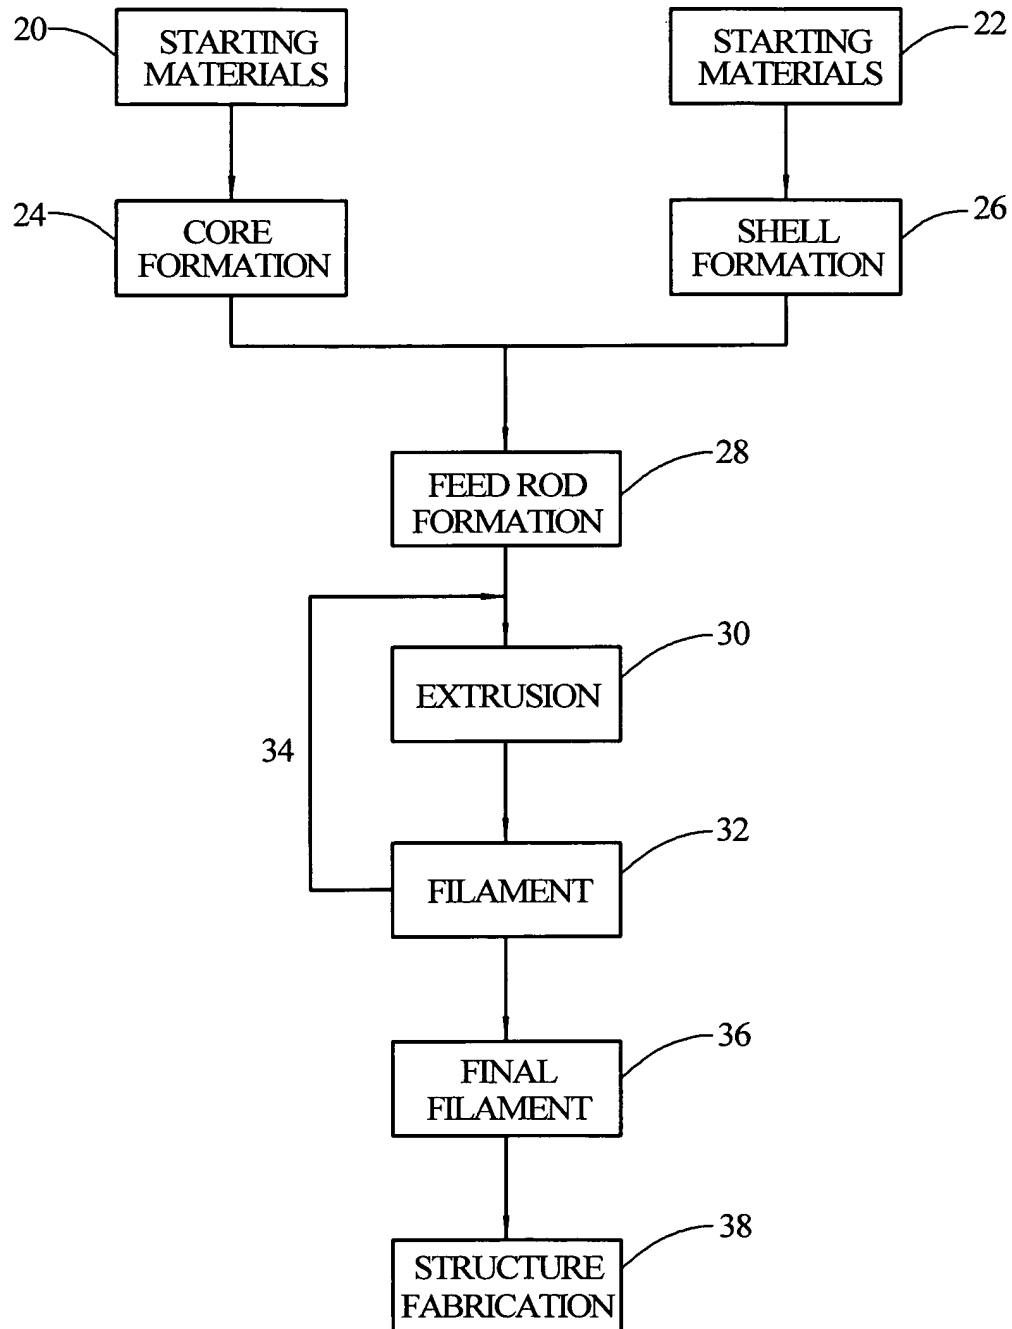 20
STARTING
MATERIALS
22
STARTING
MATERIALS
24
CORE
FORMATION
26
SHELL
FORMATION
28
FEED ROD
FORMATION
30
EXTRUSION
34
32
FILAMENT
36
FINAL
FILAMENT
38
STRUCTURE
FABRICATION